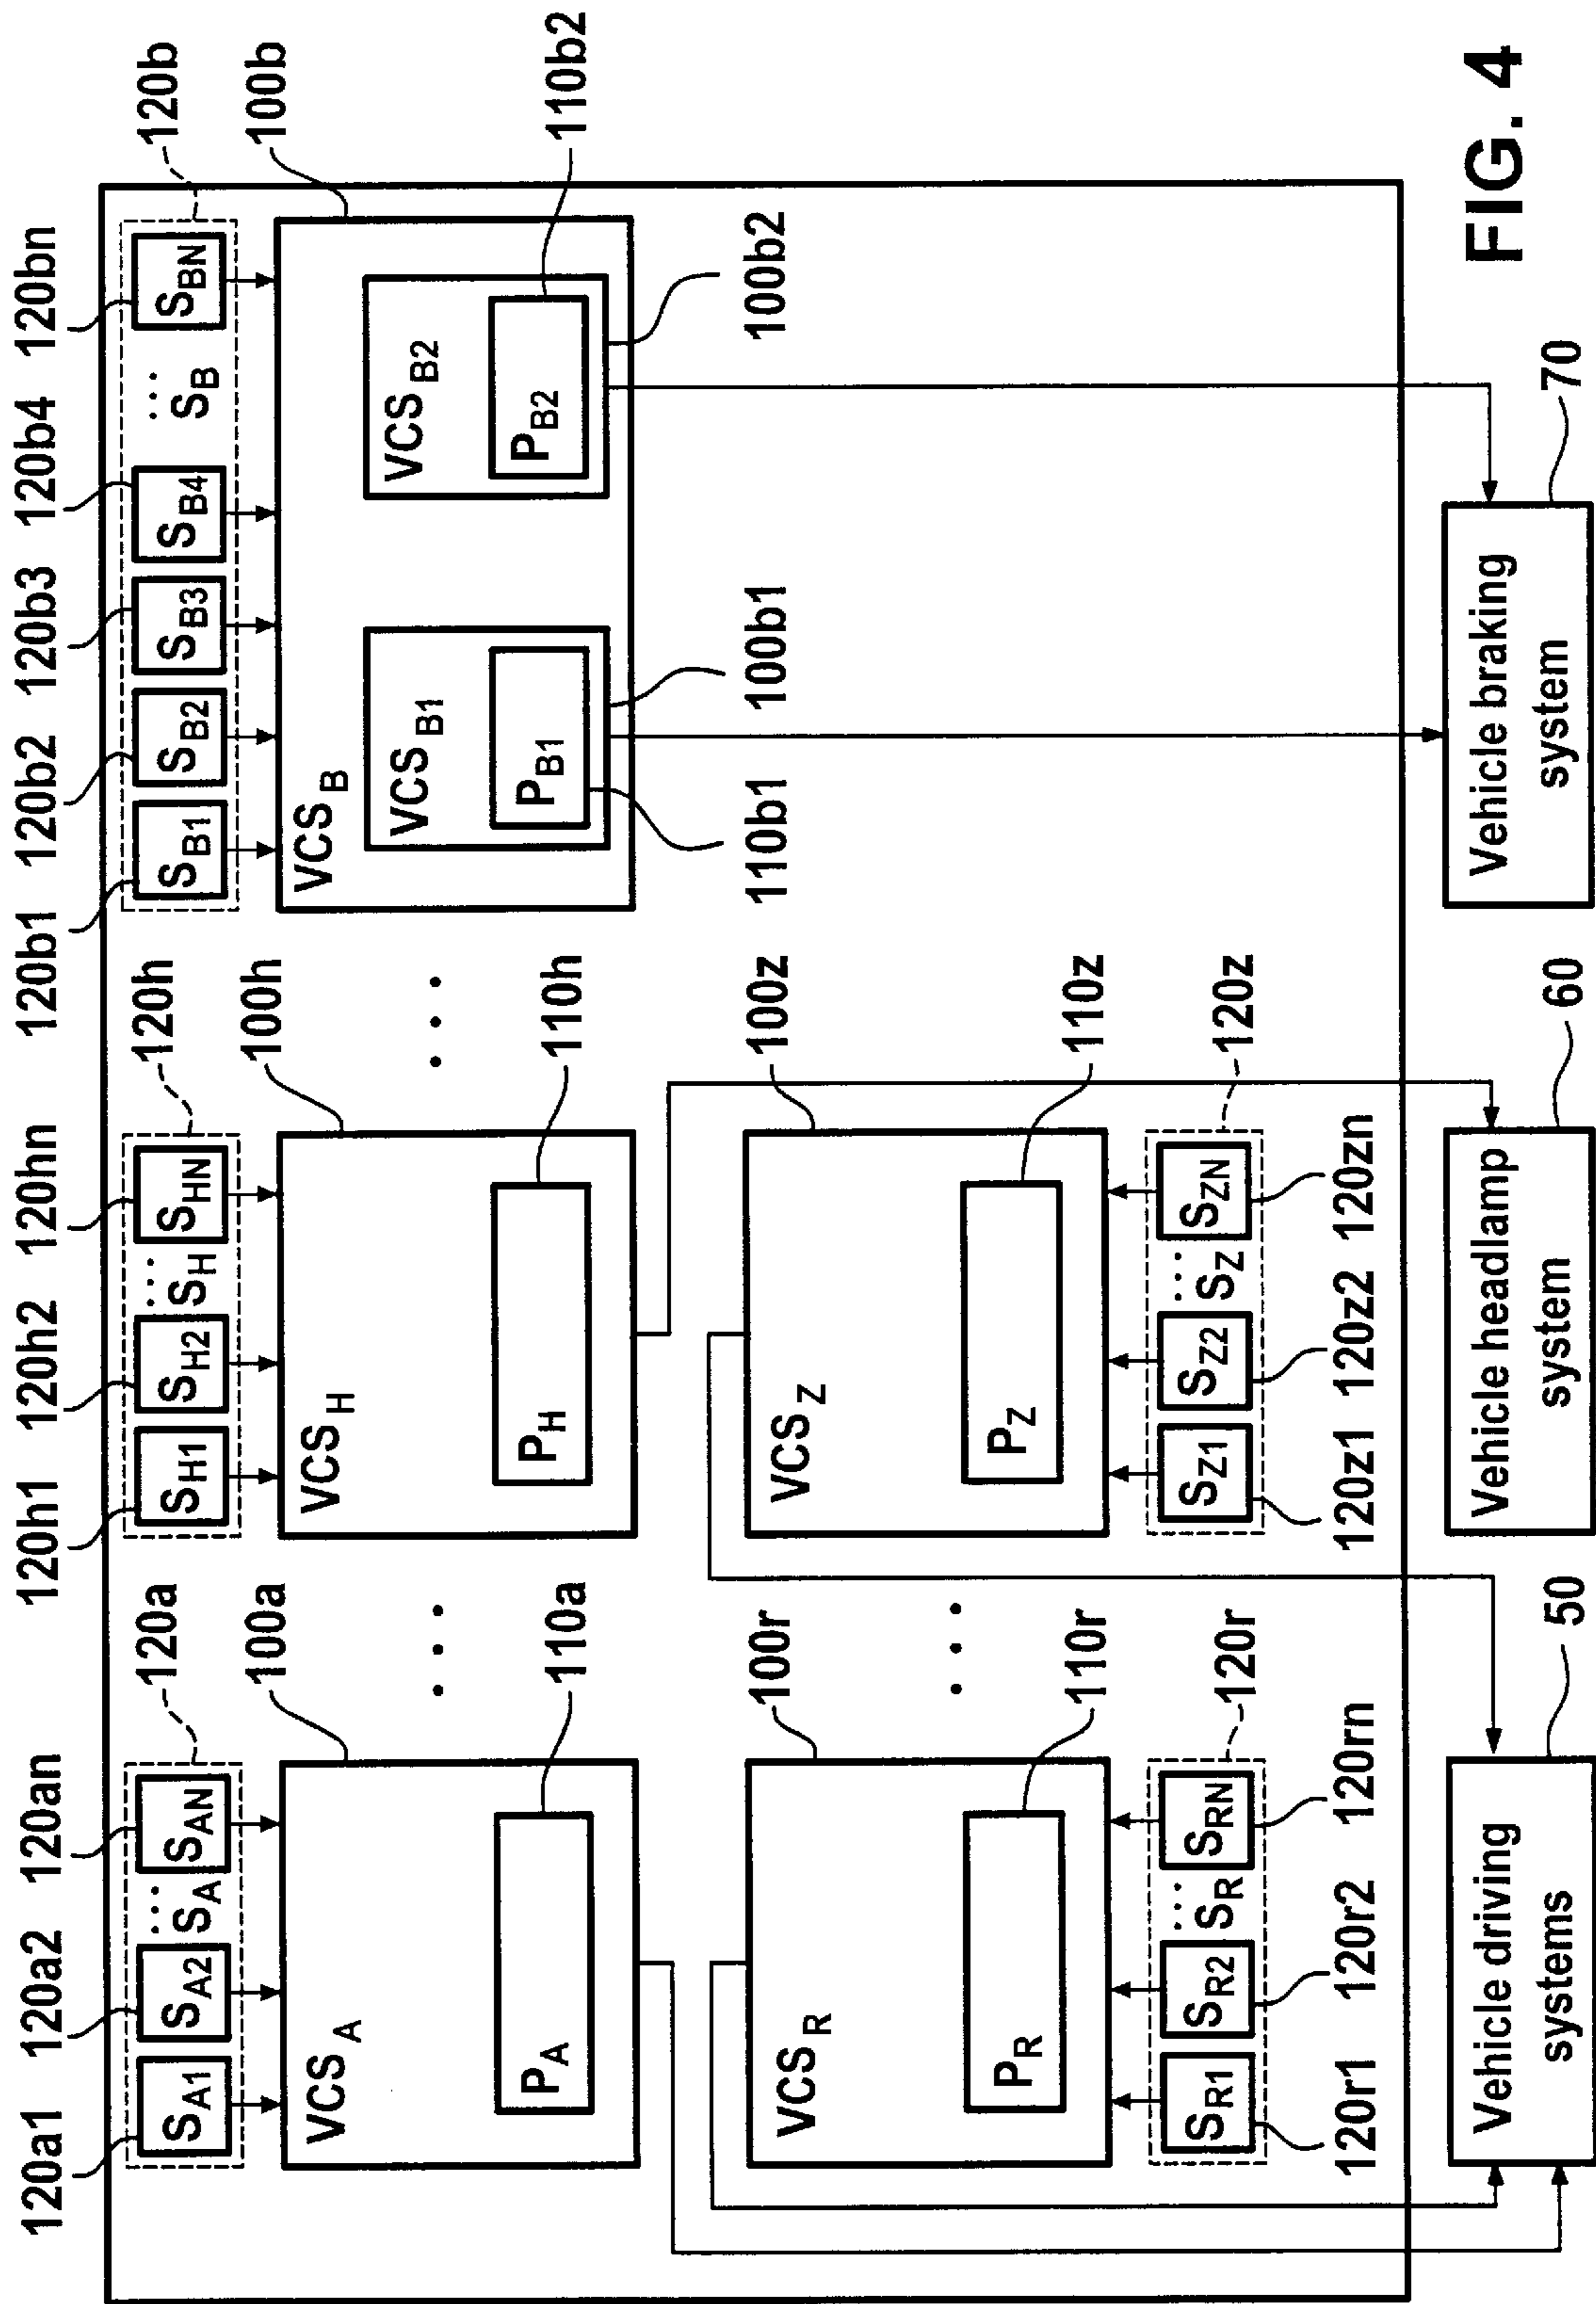 120a1 120a2 120an 120a 120h1 120h2 120hn 120h 120b1 120b2 120b3 120b4 120bn 120b
S_A1 S_A2 ... S_A S_AN
S_H1 S_H2 ... S_H S_HN
S_B1 S_B2 S_B3 S_B4 ... S_B S_BN
100a 100h 100b
VCS_A
P_A
110a
...
VCS_H
P_H
110h
...
VCS_B
VCS_B1
P_B1
VCS_B2
P_B2
110b2
110b1 100b1 100b2
100r 100z
VCS_R
P_R
110r
...
VCS_Z
P_Z
110z
S_R1 S_R2 ... S_R S_RN
120r
S_Z1 S_Z2 ... S_Z S_ZN
120z
120r1 120r2 120rn 120z1 120z2 120zn
50 60 70
Vehicle driving
systems
Vehicle headlamp
system
Vehicle braking
system
FIG. 4